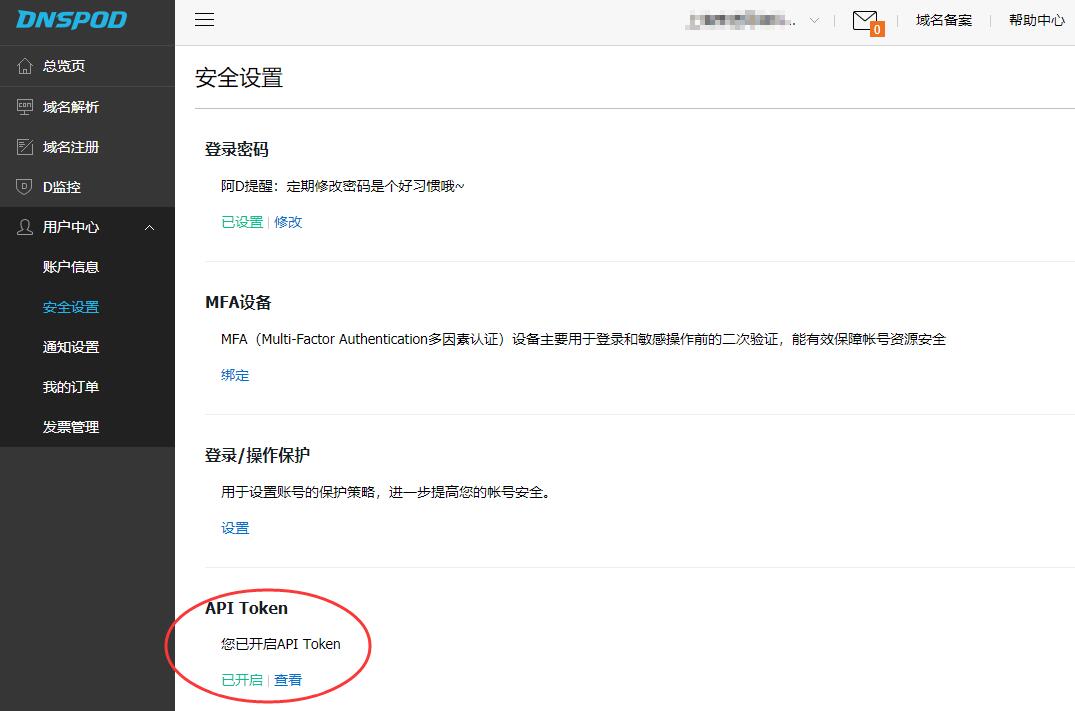 DNSPOD
0
域名备案
帮助中心
总览页
域名解析
域名注册
D监控
用户中心
账户信息
安全设置
通知设置
我的订单
发票管理
安全设置
登录密码
阿D提醒：定期修改密码是个好习惯哦~
已设置 | 修改
MFA设备
MFA（Multi-Factor Authentication多因素认证）设备主要用于登录和敏感操作前的二次验证，能有效保障帐号资源安全
绑定
登录/操作保护
用于设置账号的保护策略，进一步提高您的帐号安全。
设置
API Token
您已开启API Token
已开启 | 查看